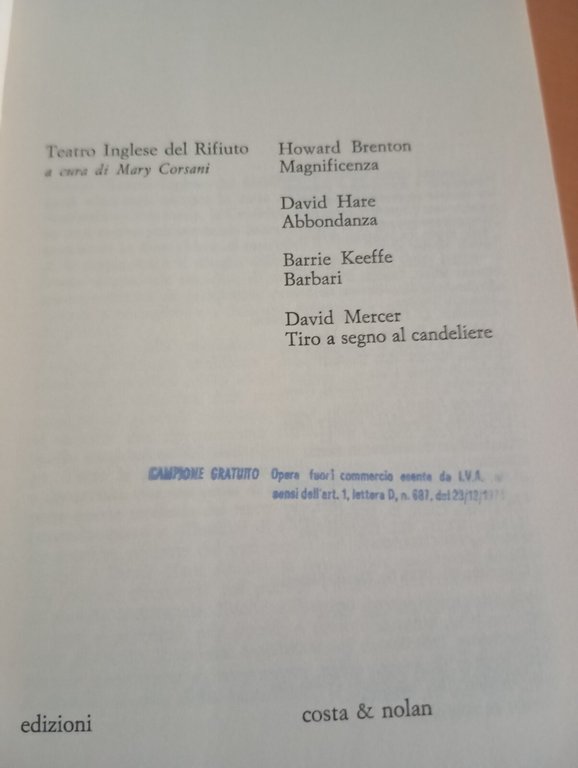 Teatro Inglese del Rifiuto
a cura di Mary Corsani
Howard Brenton
Magnificenza
David Hare
Abbondanza
Barrie Keeffe
Barbari
David Mercer
Tiro a segno al candeliere
CAMPIONE GRATUITO Opera fuori commercio esente da I.V.A.
sensi dell'art. 1, lettera D, n. 687, del 23/12/
edizioni
costa & nolan